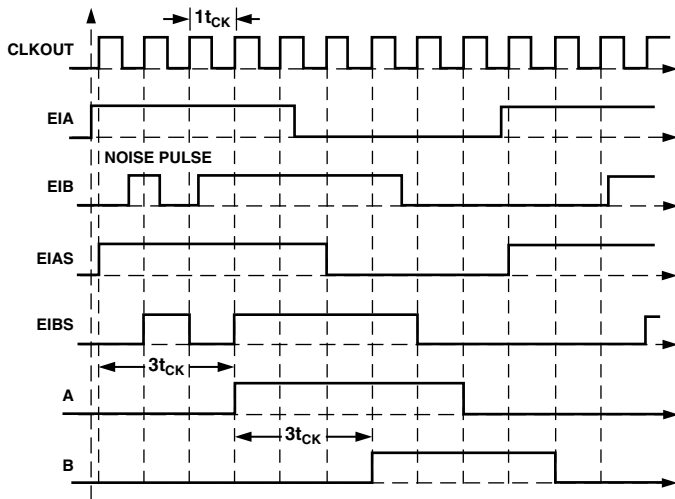 1tCK
CLKOUT
EIA
NOISE PULSE
EIB
EIAS
EIBS
3tCK
A
3tCK
B